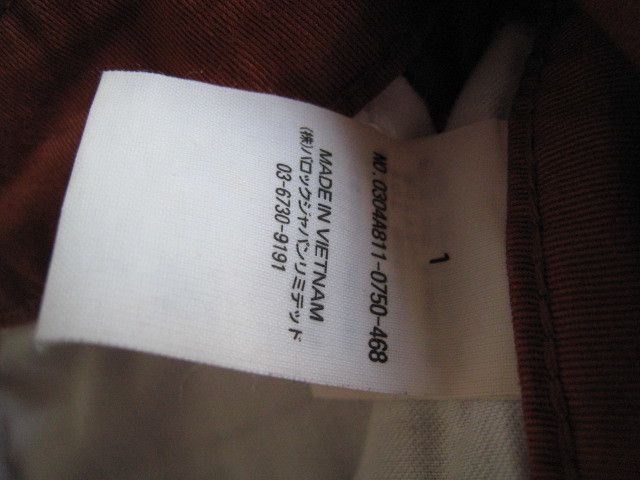 1
NO. 0304AB11-0750-468
MADE IN VIETNAM
(株)バロックジャパンリミテッド
03-6730-9191